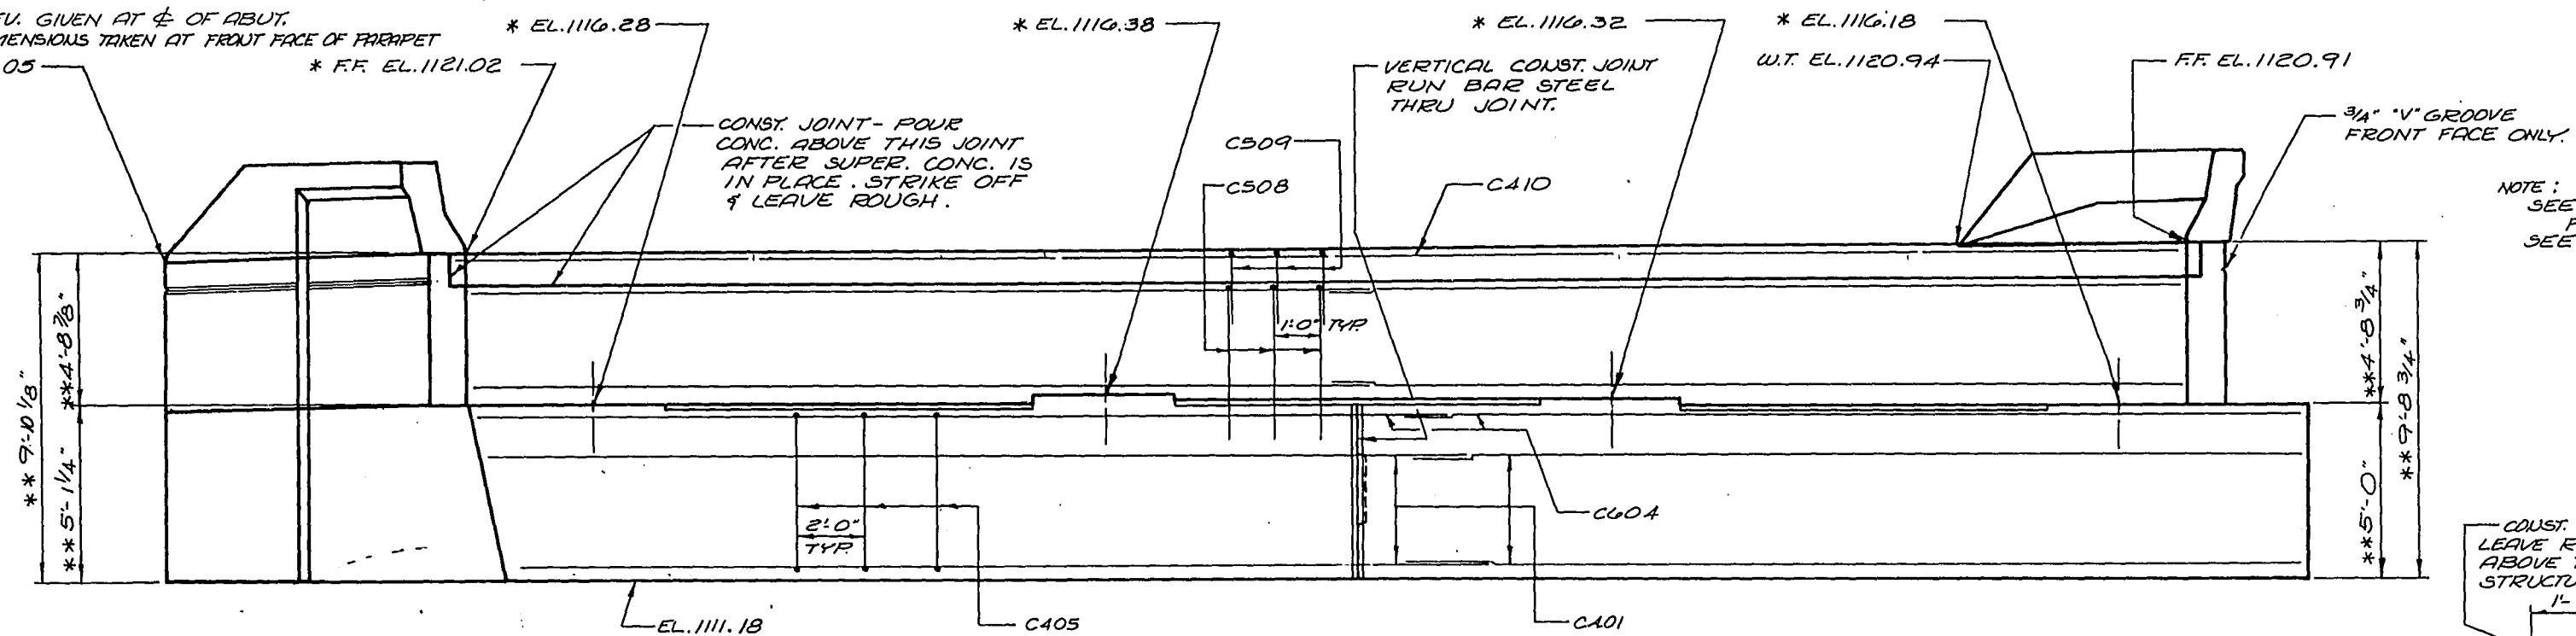 EV. GIVEN AT ℄ OF ABUT.
MENSIONS TAKEN AT FRONT FACE OF PARAPET
05
* F.F. EL.1121.02
* EL.1116.28
* EL.1116.38
* EL.1116.32
* EL.1116.18
W.T. EL.1120.94
F.F. EL.1120.91
3/4" "V" GROOVE
FRONT FACE ONLY.
CONST. JOINT - POUR
CONC. ABOVE THIS JOINT
AFTER SUPER. CONC. IS
IN PLACE. STRIKE OFF
& LEAVE ROUGH.
VERTICAL CONST. JOINT
RUN BAR STEEL
THRU JOINT.
C509
C508
C410
NOTE:
SEE
SEE
**4'-8 7/8"
**9'-10 1/8"
**5'-1 1/4"
1'-0" TYP.
**4'-8 3/4"
**9'-8 3/4"
**5'-0"
2'-0"
TYP.
C604
EL.1111.18
C405
C401
CONST.
LEAVE R
ABOVE
STRUCTU
1'-